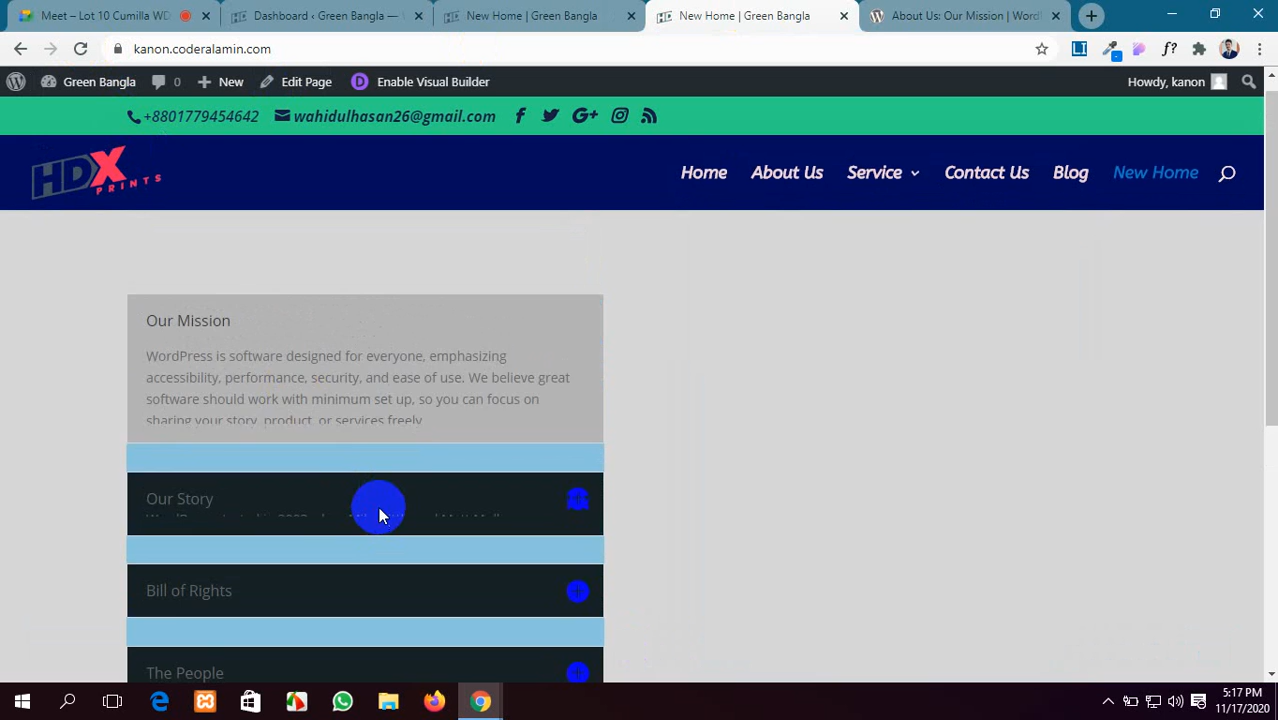 Meet – Lot 10 Cumilla WD
Dashboard ‹ Green Bangla —
New Home | Green Bangla
New Home | Green Bangla
About Us: Our Mission | Word
kanon.coderalamin.com
Green Bangla
0
New
Edit Page
Enable Visual Builder
Howdy, kanon
+8801779454642
wahidulhasan26@gmail.com
HDX PRINTS
Home
About Us
Service
Contact Us
Blog
New Home
Our Mission
WordPress is software designed for everyone, emphasizing
accessibility, performance, security, and ease of use. We believe great
software should work with minimum set up, so you can focus on
sharing your story, product, or services freely
Our Story
Bill of Rights
The People
5:17 PM
11/17/2020